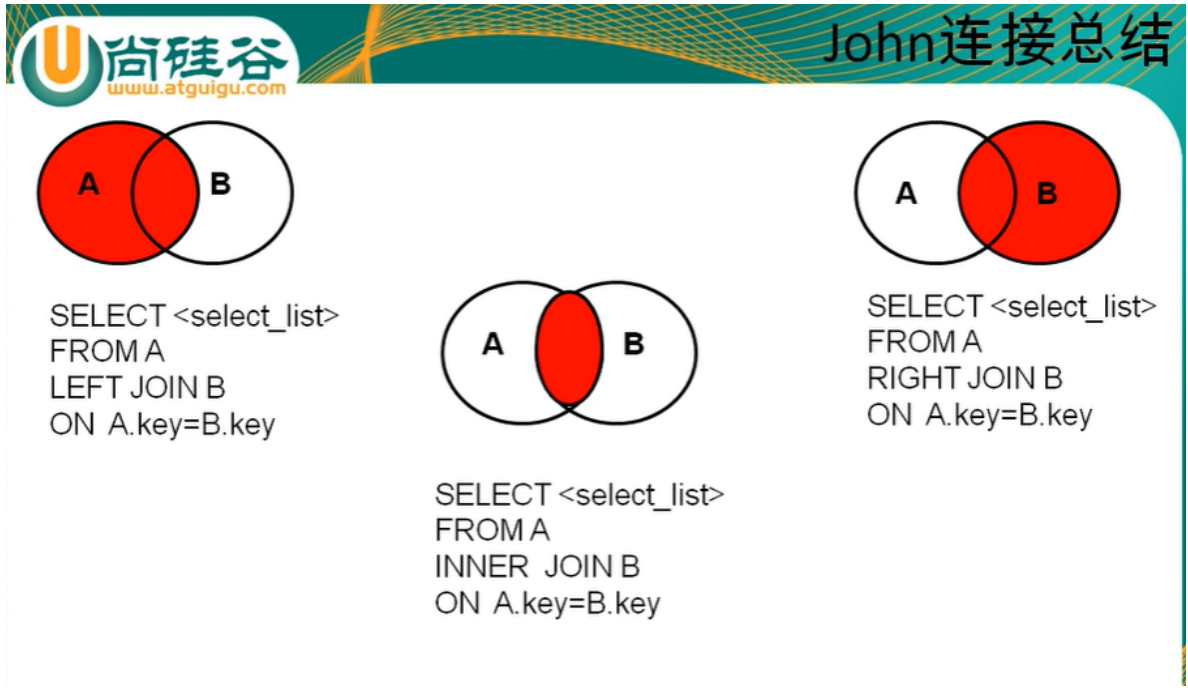 尚硅谷
www.atguigu.com
John连接总结
A B
SELECT <select_list>
FROM A
LEFT JOIN B
ON A.key=B.key
A B
SELECT <select_list>
FROM A
INNER JOIN B
ON A.key=B.key
A B
SELECT <select_list>
FROM A
RIGHT JOIN B
ON A.key=B.key